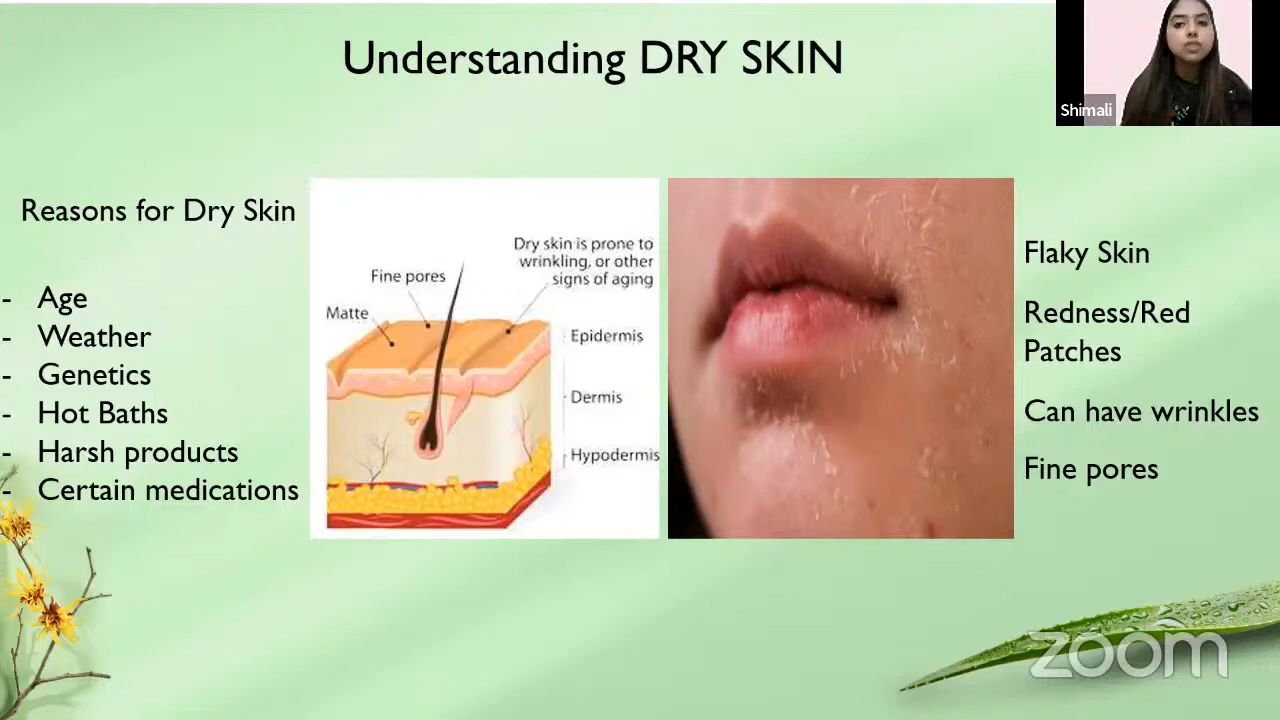 Understanding DRY SKIN
Shimali
Reasons for Dry Skin
- Age
- Weather
- Genetics
- Hot Baths
- Harsh products
- Certain medications
Dry skin is prone to
wrinkling, or other
signs of aging
Fine pores
Matte
Epidermis
Dermis
Hypodermis
Flaky Skin
Redness/Red
Patches
Can have wrinkles
Fine pores
zoom